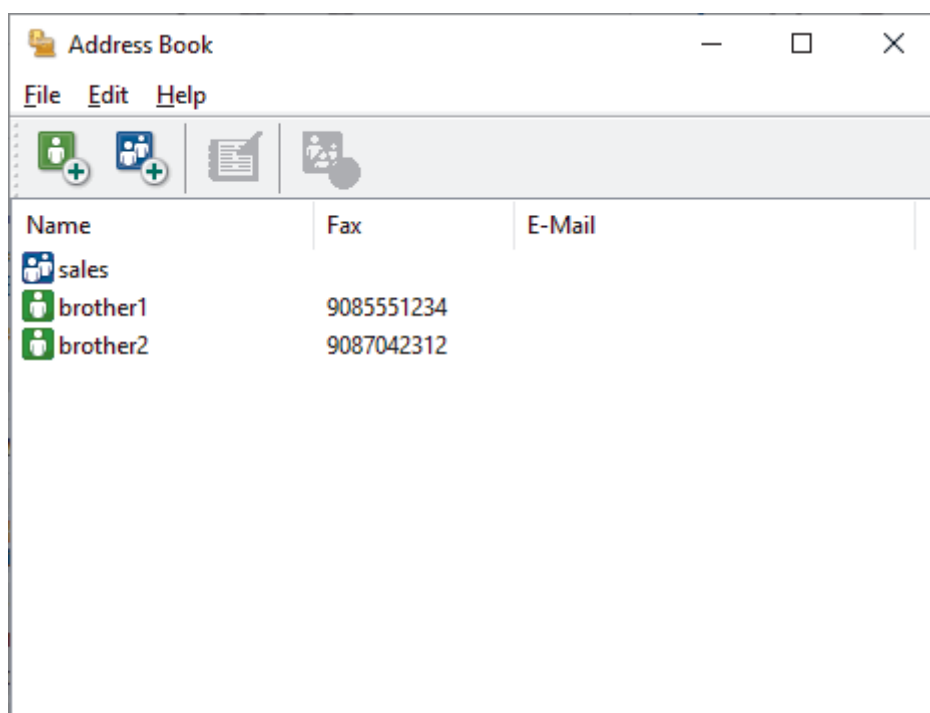 Address Book
File Edit Help
Name Fax E-Mail
sales
brother1 9085551234
brother2 9087042312